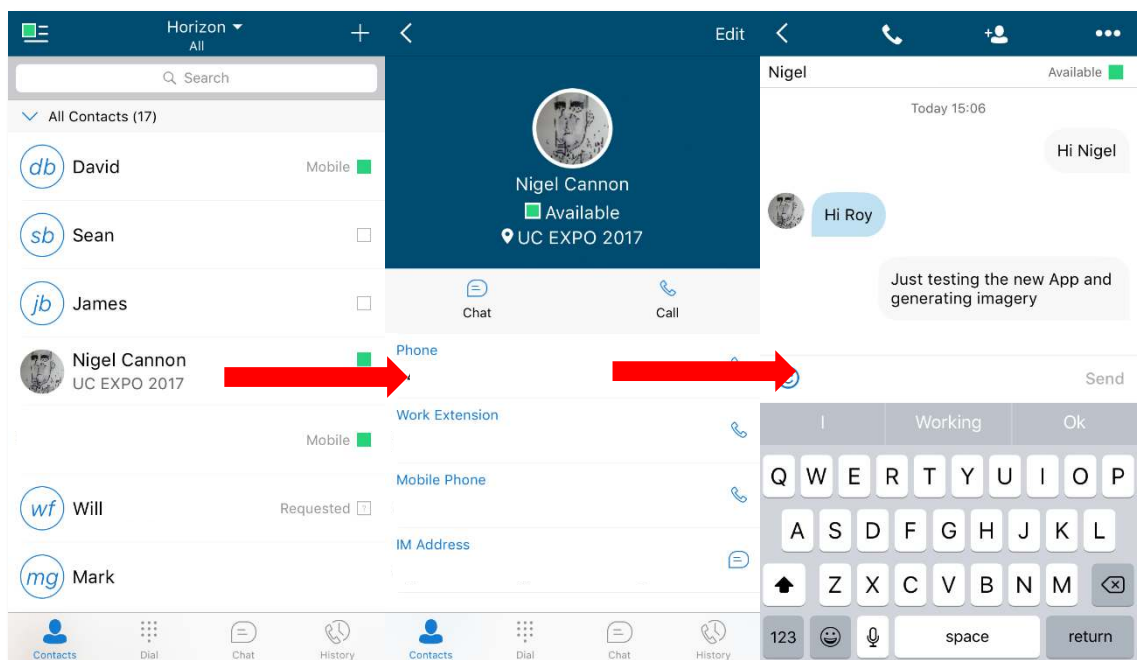 Horizon
All
Search
All Contacts (17)
db David Mobile
sb Sean
jb James
Nigel Cannon
UC EXPO 2017
Mobile
wf Will Requested
mg Mark
Contacts Dial Chat History
Edit
Nigel Cannon
Available
UC EXPO 2017
Chat Call
Phone
Work Extension
Mobile Phone
IM Address
Contacts Dial Chat History
Nigel Available
Today 15:06
Hi Nigel
Hi Roy
Just testing the new App and
generating imagery
Send
I Working Ok
Q W E R T Y U I O P
A S D F G H J K L
Z X C V B N M
123 space return